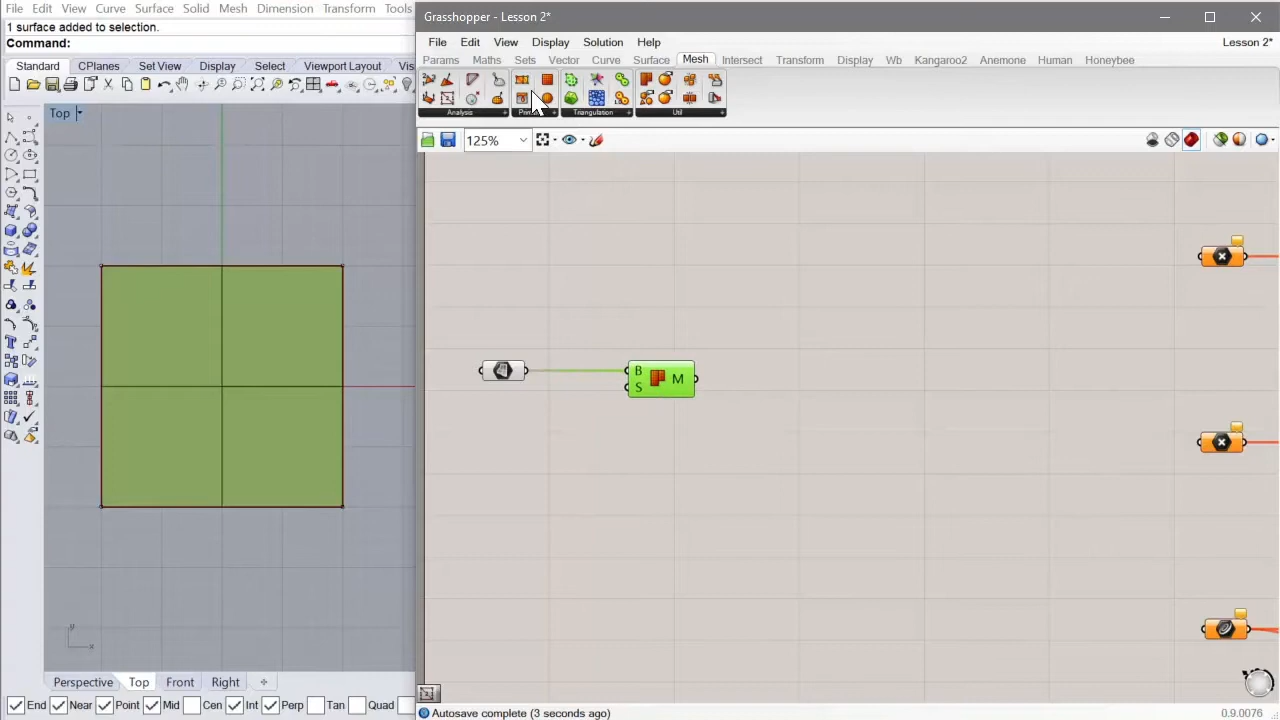 File Edit View Curve Surface Solid Mesh Dimension Transform Tools
1 surface added to selection.
Command:
Standard CPlanes Set View Display Select Viewport Layout Vis
Top
y
x
Perspective Top Front Right
End Near Point Mid Cen Int Perp Tan Quad
Grasshopper - Lesson 2*
File Edit View Display Solution Help Lesson 2*
Params Maths Sets Vector Curve Surface Mesh Intersect Transform Display Wb Kangaroo2 Anemone Human Honeybee
Analysis Triangulation Util
125%
B
S
M
Autosave complete (3 seconds ago) 0.9.0076